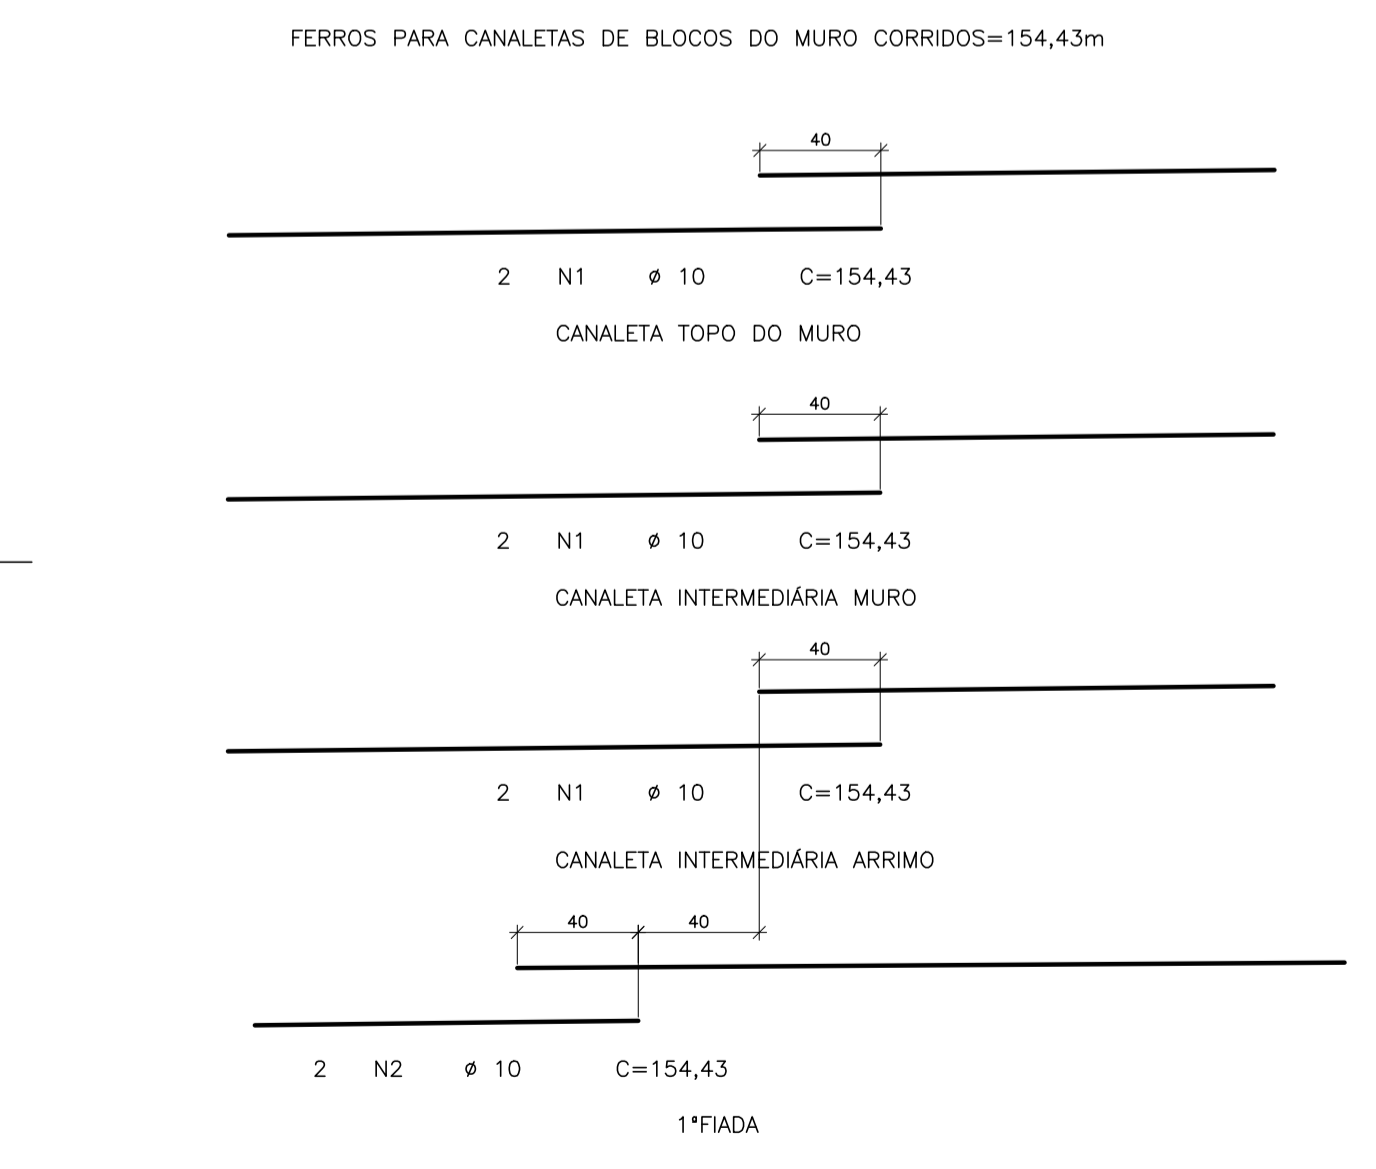 FERROS PARA CANALETAS DE BLOCOS DO MURO CORRIDOS=154,43m
40
2 N1 ø 10 C=154,43
CANALETA TOPO DO MURO
40
2 N1 ø 10 C=154,43
CANALETA INTERMEDIÁRIA MURO
40
2 N1 ø 10 C=154,43
CANALETA INTERMEDIÁRIA ARRIMO
40 40
2 N2 ø 10 C=154,43
1ªFIADA